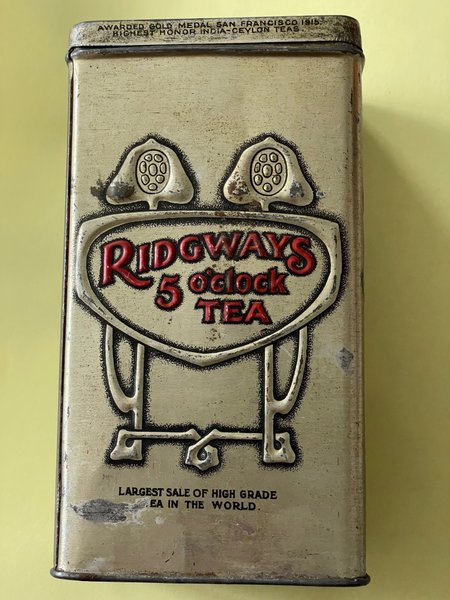 AWARDED GOLD MEDAL SAN FRANCISCO 1915.
HIGHEST HONOR INDIA-CEYLON TEAS
RIDGWAYS
5 o'clock
TEA
LARGEST SALE OF HIGH GRADE
EA IN THE WORLD.